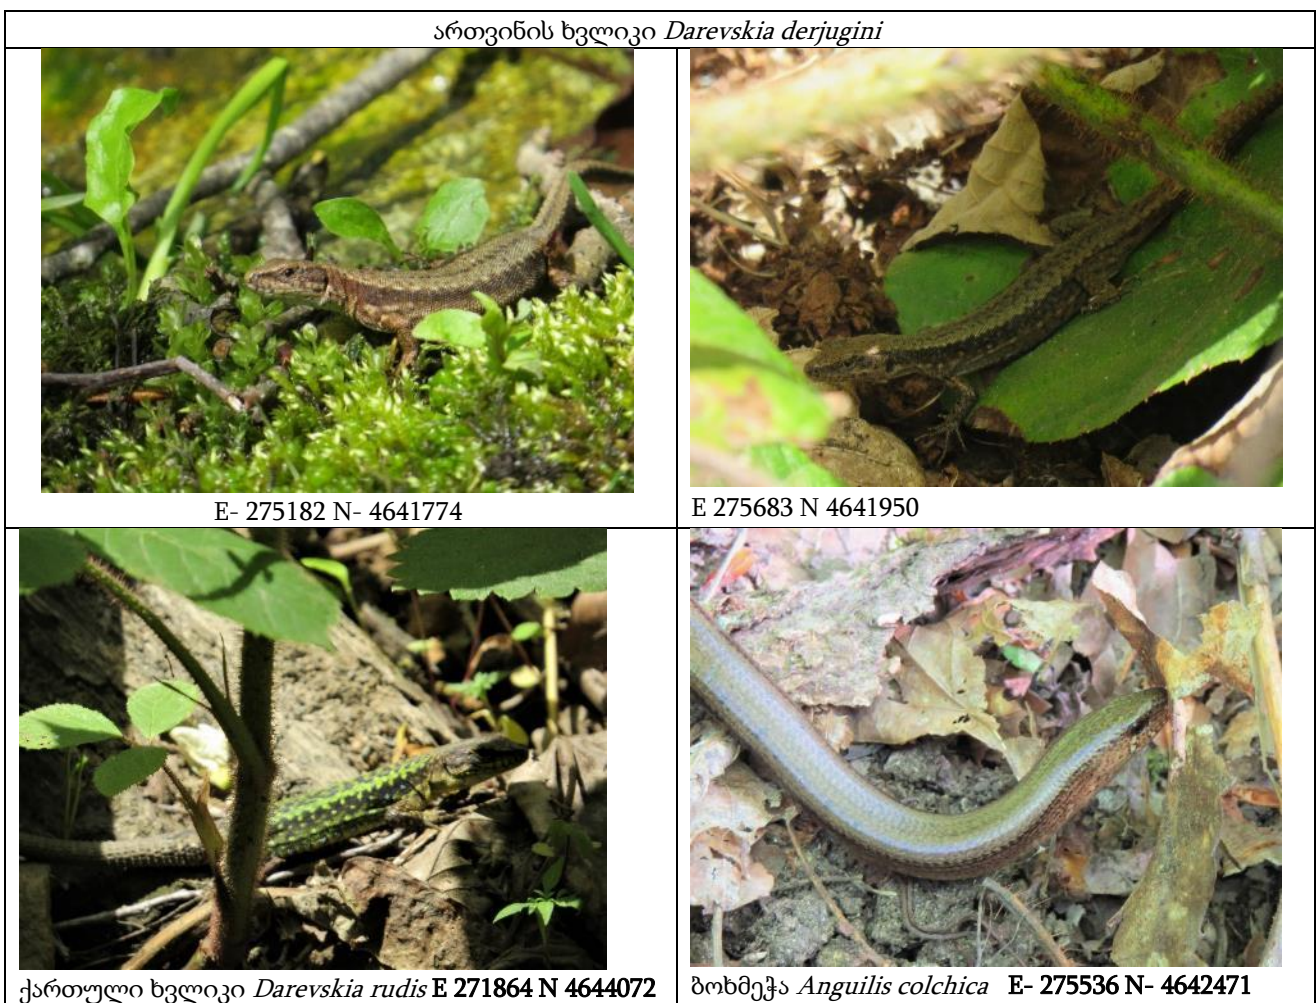 ართვინის ხვლიკი Darevskia derjugini
E- 275182 N- 4641774
E 275683 N 4641950
ქართული ხვლიკი Darevskia rudis E 271864 N 4644072
ბოხმეჭა Anguilis colchica E- 275536 N- 4642471